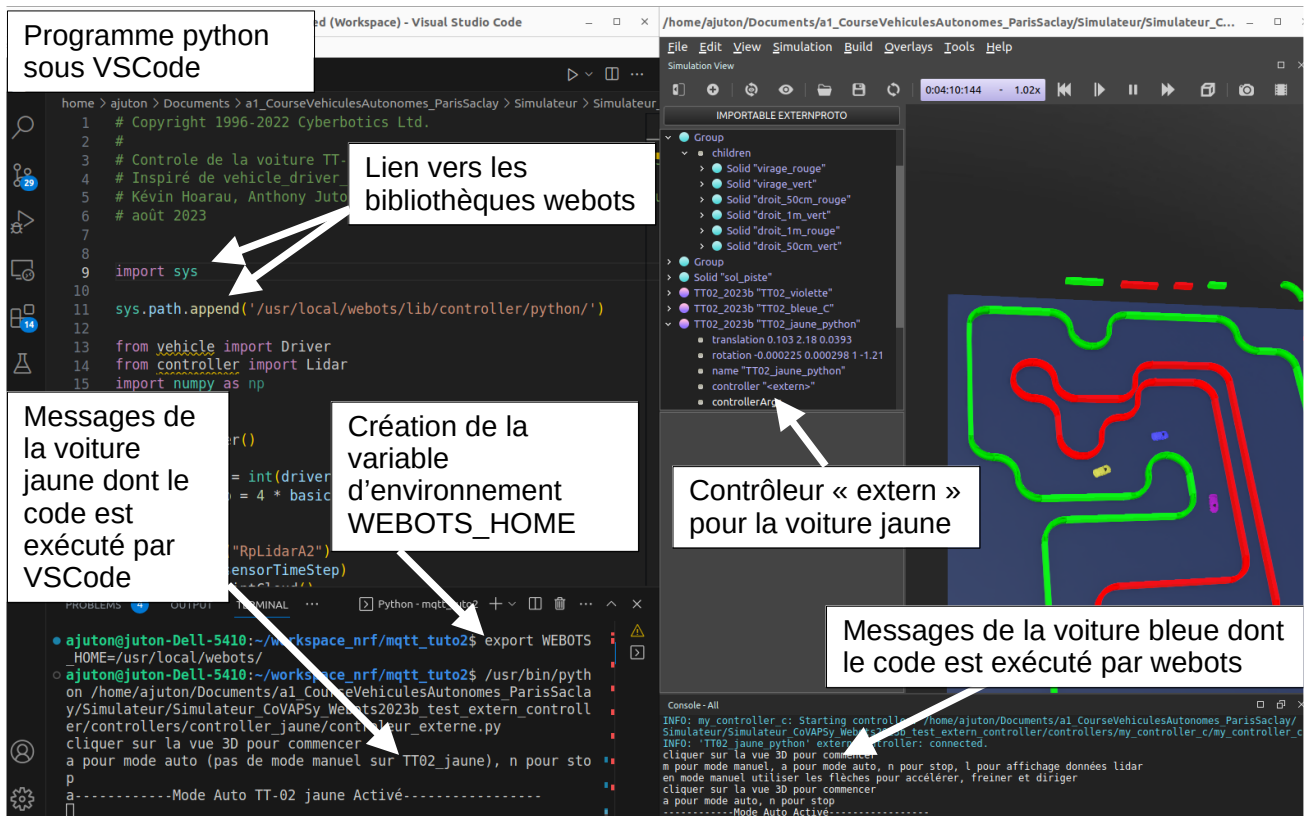 Programme python
sous VSCode
ed (Workspace) - Visual Studio Code
home > ajuton > Documents > a1_CourseVehiculesAutonomes_ParisSaclay > Simulateur > Simulateur_
1 # Copyright 1996-2022 Cyberbotics Ltd.
2 #
3 # Controle de la voiture TT-
4 # Inspiré de vehicle_driver_
5 # Kévin Hoarau, Anthony Juto
6 # août 2023
7
8
9 import sys
10
11 sys.path.append('/usr/local/webots/lib/controller/python/')
12
13 from vehicle import Driver
14 from controller import Lidar
15 import numpy as np
29
14
Lien vers les
bibliothèques webots
Messages de
la voiture
jaune dont le
code est
exécuté par
VSCode
Création de la
variable
d'environnement
WEBOTS_HOME
er()
= int(driver
= 4 * basic
"RpLidarA2")
ensorTimeStep)
PROBLEMS 4 OUTPUT TERMINAL ··· Python - mqtt_tuto2
ajuton@juton-Dell-5410:~/workspace_nrf/mqtt_tuto2$ export WEBOTS
_HOME=/usr/local/webots/
ajuton@juton-Dell-5410:~/workspace_nrf/mqtt_tuto2$ /usr/bin/pyth
on /home/ajuton/Documents/a1_CourseVehiculesAutonomes_ParisSacla
y/Simulateur/Simulateur_CoVAPSy_Webots2023b_test_extern_controll
er/controllers/controller_jaune/controleur_externe.py
cliquer sur la vue 3D pour commencer
a pour mode auto (pas de mode manuel sur TT02_jaune), n pour sto
p
a------------Mode Auto TT-02 jaune Activé-----------------
/home/ajuton/Documents/a1_CourseVehiculesAutonomes_ParisSaclay/Simulateur/Simulateur_C...
File Edit View Simulation Build Overlays Tools Help
Simulation View
0:04:10:144 - 1.02x
IMPORTABLE EXTERNPROTO
Group
children
Solid "virage_rouge"
Solid "virage_vert"
Solid "droit_50cm_rouge"
Solid "droit_1m_vert"
Solid "droit_1m_rouge"
Solid "droit_50cm_vert"
Group
Solid "sol_piste"
TT02_2023b "TT02_violette"
TT02_2023b "TT02_bleue_C"
TT02_2023b "TT02_jaune_python"
translation 0.103 2.18 0.0393
rotation -0.000225 0.000298 1 -1.21
name "TT02_jaune_python"
controller "<extern>"
controllerArgs
Contrôleur « extern »
pour la voiture jaune
Messages de la voiture bleue dont
le code est exécuté par webots
Console - All
INFO: my_controller_c: Starting controller: /home/ajuton/Documents/a1_CourseVehiculesAutonomes_ParisSaclay/
Simulateur/Simulateur_CoVAPSy_Webots2023b_test_extern_controller/controllers/my_controller_c/my_controller_c
INFO: 'TT02_jaune_python' extern controller: connected.
cliquer sur la vue 3D pour commencer
m pour mode manuel, a pour mode auto, n pour stop, l pour affichage données lidar
en mode manuel utiliser les flèches pour accélérer, freiner et diriger
cliquer sur la vue 3D pour commencer
a pour mode auto, n pour stop
------------Mode Auto Activé-----------------